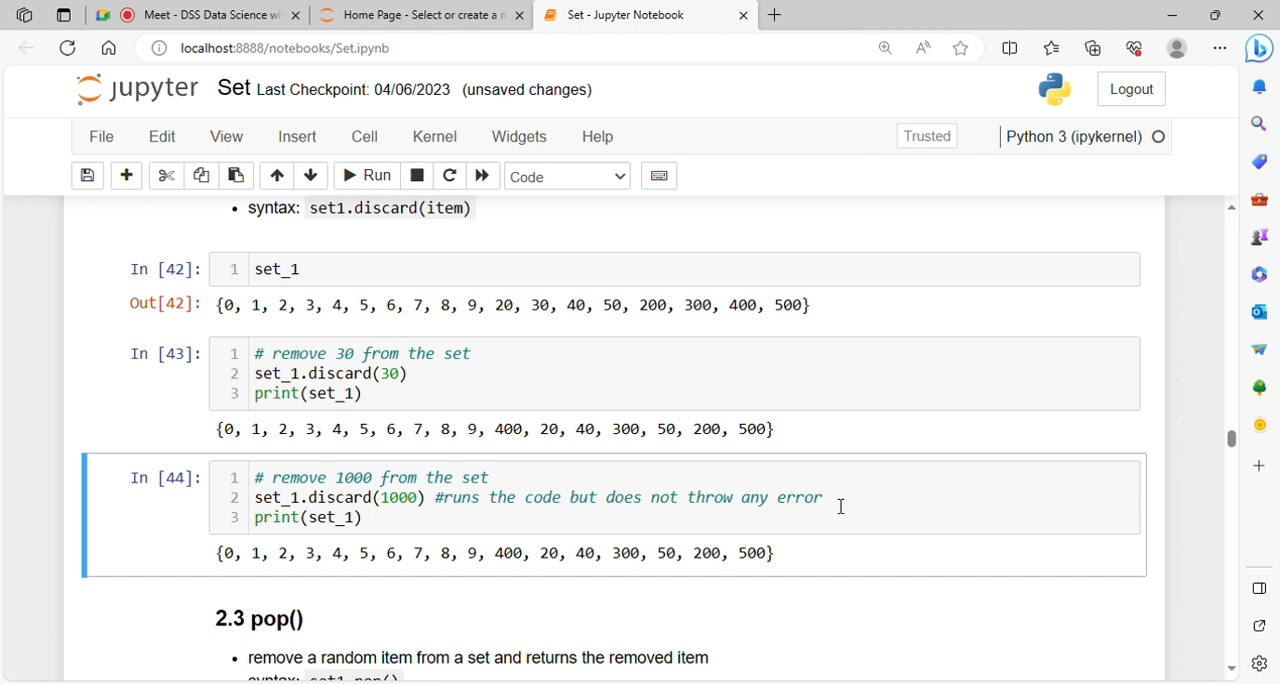 Meet - DSS Data Science wi
Home Page - Select or create a n
Set - Jupyter Notebook
localhost:8888/notebooks/Set.ipynb
jupyter Set Last Checkpoint: 04/06/2023 (unsaved changes)
Logout
File Edit View Insert Cell Kernel Widgets Help
Trusted
Python 3 (ipykernel)
Run
Code
• syntax: set1.discard(item)
In [42]: 1 set_1
Out[42]: {0, 1, 2, 3, 4, 5, 6, 7, 8, 9, 20, 30, 40, 50, 200, 300, 400, 500}
In [43]: 1 # remove 30 from the set
2 set_1.discard(30)
3 print(set_1)
{0, 1, 2, 3, 4, 5, 6, 7, 8, 9, 400, 20, 40, 300, 50, 200, 500}
In [44]: 1 # remove 1000 from the set
2 set_1.discard(1000) #runs the code but does not throw any error
3 print(set_1)
{0, 1, 2, 3, 4, 5, 6, 7, 8, 9, 400, 20, 40, 300, 50, 200, 500}
2.3 pop()
• remove a random item from a set and returns the removed item
syntax: set1.pop()